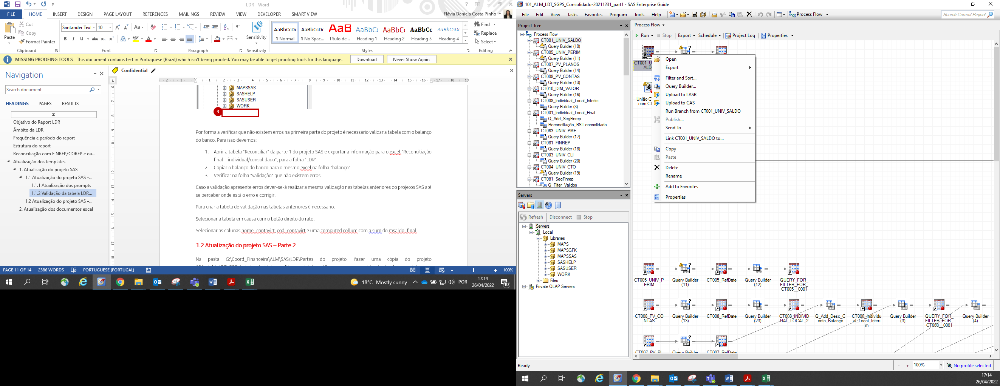 LDR - Word
FILE HOME INSERT DESIGN PAGE LAYOUT REFERENCES MAILINGS REVIEW VIEW DEVELOPER SMART VIEW
Flávia Daniela Costa Pinho
Paste
Cut
Copy
Format Painter
Santander Text 10
Sensitivity
AaBbCcDc AaBbCcDc AaB AaBbCc AaBbCc AaBbCc AaBbCcDc
¶ Normal ¶ No Spac... Título de... Heading 1 Heading 2 Heading 3 Heading 4
Find
Replace
Select
Clipboard Font Paragraph Sensitivity Styles Editing
MISSING PROOFING TOOLS This document contains text in Portuguese (Brazil) which isn't being proofed. You may be able to get proofing tools for this language. Download Never Show Again
Navigation
Search document
HEADINGS PAGES RESULTS
Objetivo do Report LDR
Âmbito da LDR
Frequência e período do report
Estrutura do report
Reconciliação com FINREP/COREP e ou...
Atualização dos templates
1. Atualização do projeto SAS
1.1 Atualização do projeto SAS –...
1.1.1 Atualização dos prompts
1.1.2 Validação da tabela LDR...
1.2 Atualização do projeto SAS –...
2. Atualização dos documentos excel
Confidential
MAPSSAS
SASHELP
SASUSER
WORK
3
Por forma a verificar que não existem erros na primeira parte do projeto é necessário validar a tabela com o balanço
do banco. Para isso devemos:
1. Abrir a tabela "Reconciliar" da parte 1 do projeto SAS e exportar a informação para o excel "Reconciliação
final – individual/consolidado", para a folha "LDR".
2. Copiar o balanço do banco para o mesmo excel na folha "balanço".
3. Verificar na folha "validação" que não existem erros.
Caso a validação apresente erros dever-se-á realizar a mesma validação nas tabelas anteriores do projetos SAS até
se perceber onde está o erro e corrigir.
Para criar a tabela de validação nas tabelas anteriores é necessário:
Selecionar a tabela em causa com o botão direito do rato.
Selecionar as colunas nome_contavirt, cod_contavirt e uma computed collum com a sum do msaldo_final.
1.2 Atualização do projeto SAS – Parte 2
Na pasta G:\Coord_Financeira\ALM\SAS\LDR\Partes do projeto, fazer uma cópia do projeto
PAGE 11 OF 14 2386 WORDS PORTUGUESE (PORTUGAL) 100%
18°C Mostly sunny POR 17:14
26/04/2022
10
101_ALM_LDT_SGPS_Consolidado-20211231_part1 - SAS Enterprise Guide
File Edit View Tasks Favorites Program Tools Help Process Flow
Search Current Project
Project Tree
Process Flow
CT001_UNIV_SALDO
Query Builder (10)
CT005_UNIV_PERIM
Query Builder (11)
CT007_PV_PLANOS
Query Builder (14)
CT008_PV_CONTAS
Query Builder (13)
CT010_DIM_VALOR
Query Builder (16)
CT008_Individual_Local_Interim
Query Builder (3)
CT001_Individual_Local_Final
Q_Add_SegFinrep
Reconciliação_BST consolidado
CT063_UNIV_PME
Query Builder (17)
CT081_FINREP
Query Builder (18)
CT003_UNIV_CLI
Query Builder (20)
CT004_UNIV_CTO
Query Builder (19)
CT081_SegFinrep
Q_Filter_Validos
Servers
Refresh Disconnect Stop
Servers
Local
Libraries
MAPS
MAPSGFK
MAPSSAS
SASHELP
SASUSER
WORK
Files
Private OLAP Servers
Process Flow
Run Stop Export Schedule Project Log Properties
CT001_U
ALD
União C
com CT
Open
Export
Filter and Sort...
Query Builder...
Upload to LASR
Upload to CAS
Run Branch from CT001_UNIV_SALDO
Publish...
Send To
Link CT001_UNIV_SALDO to...
Copy
Paste
Delete
Rename
Add to Favorites
Properties
CT005_UNIV_P
ERIM
Query Builder
(11)
CT005_RefDate
Query Builder
(12)
QUERY_FOR_
FILTER_FOR_
CT005__0001
CT008_PV_CO
NTAS
Query Builder
(13)
CT008_RefDate
Query Builder
(23)
CT008_INDIVID
UAL_LOCAL_2
Q_Add_Desc_C
onta_Balanço
CT008_Individu
al_Local_Interi
m
Query Builder
(3)
QUERY_FOR_
FILTER_FOR_
CT008__0001
Query Builder
(4)
CT007_PV_PL
Query Builder
CT007_RefDate
Ready
100% No profile selected
17:14
26/04/2022